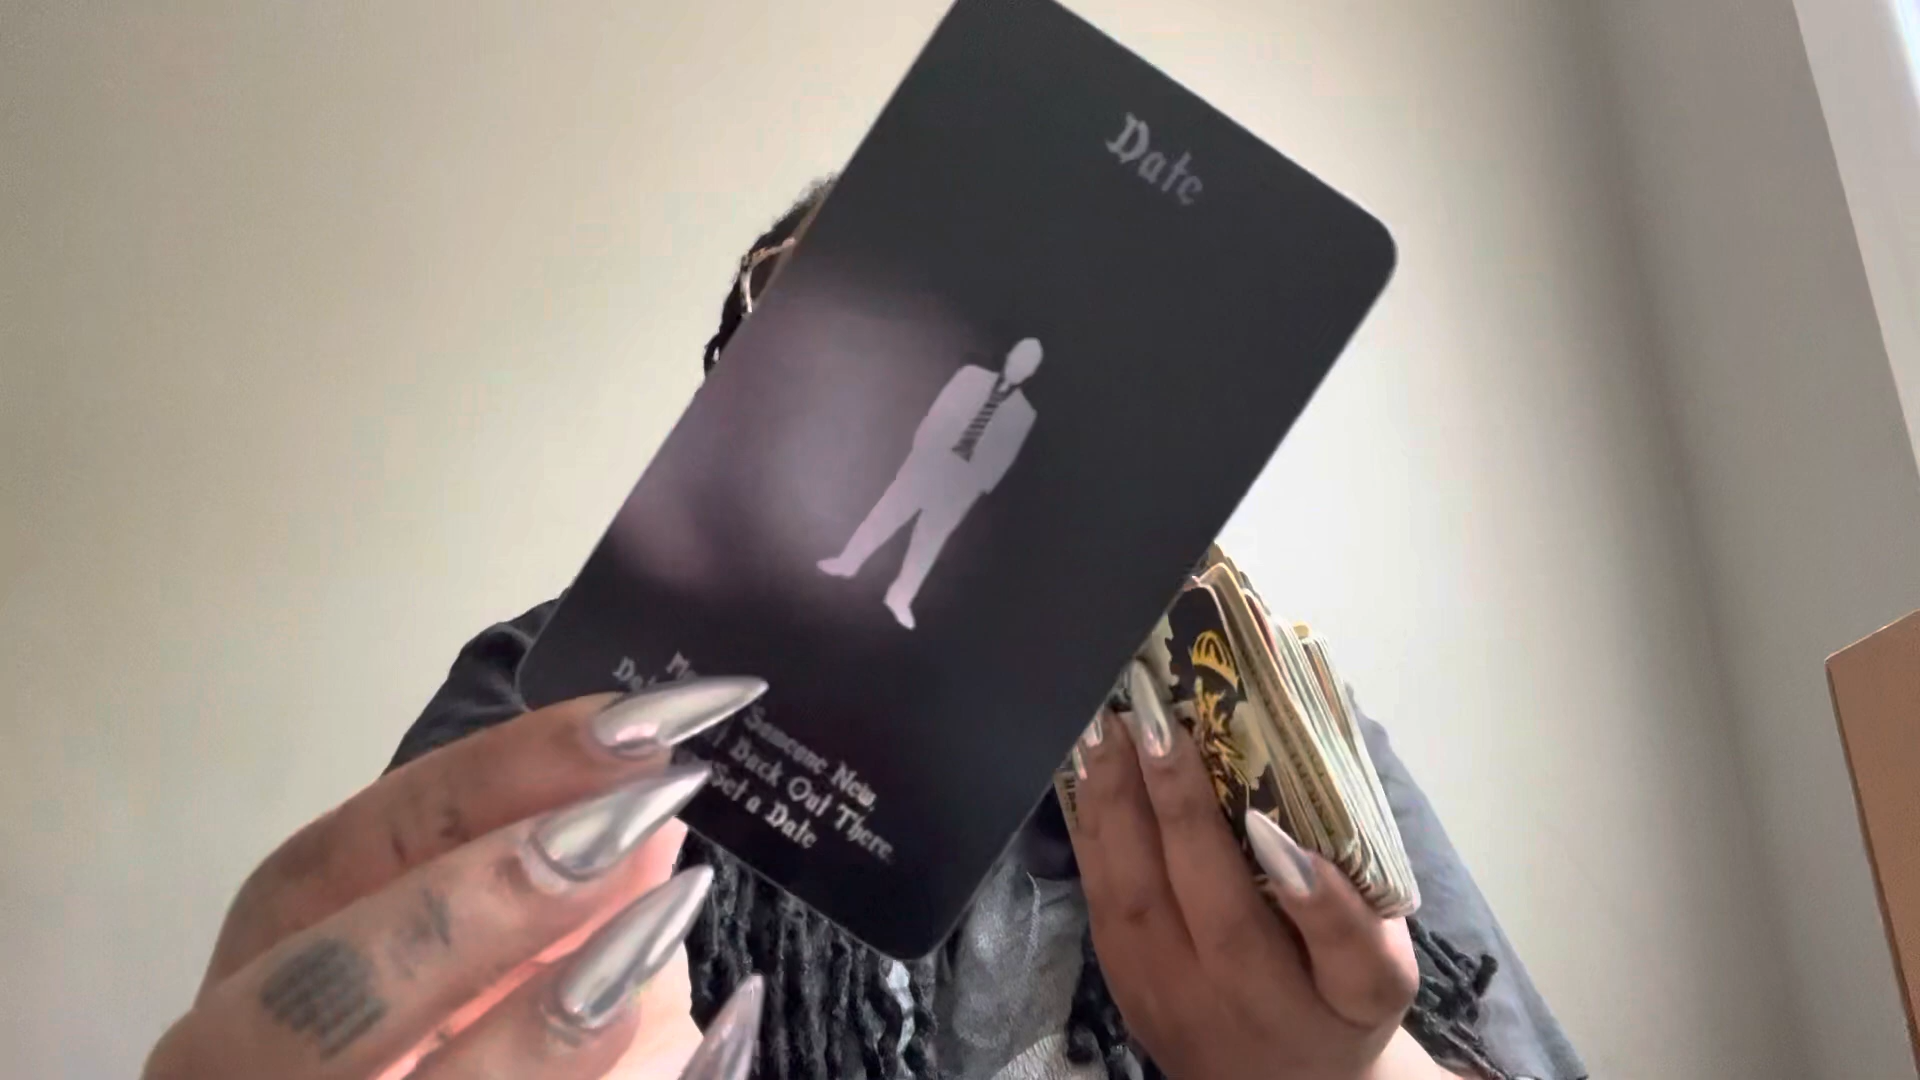 Date
Someone New,
Back Out There.
Set a Date